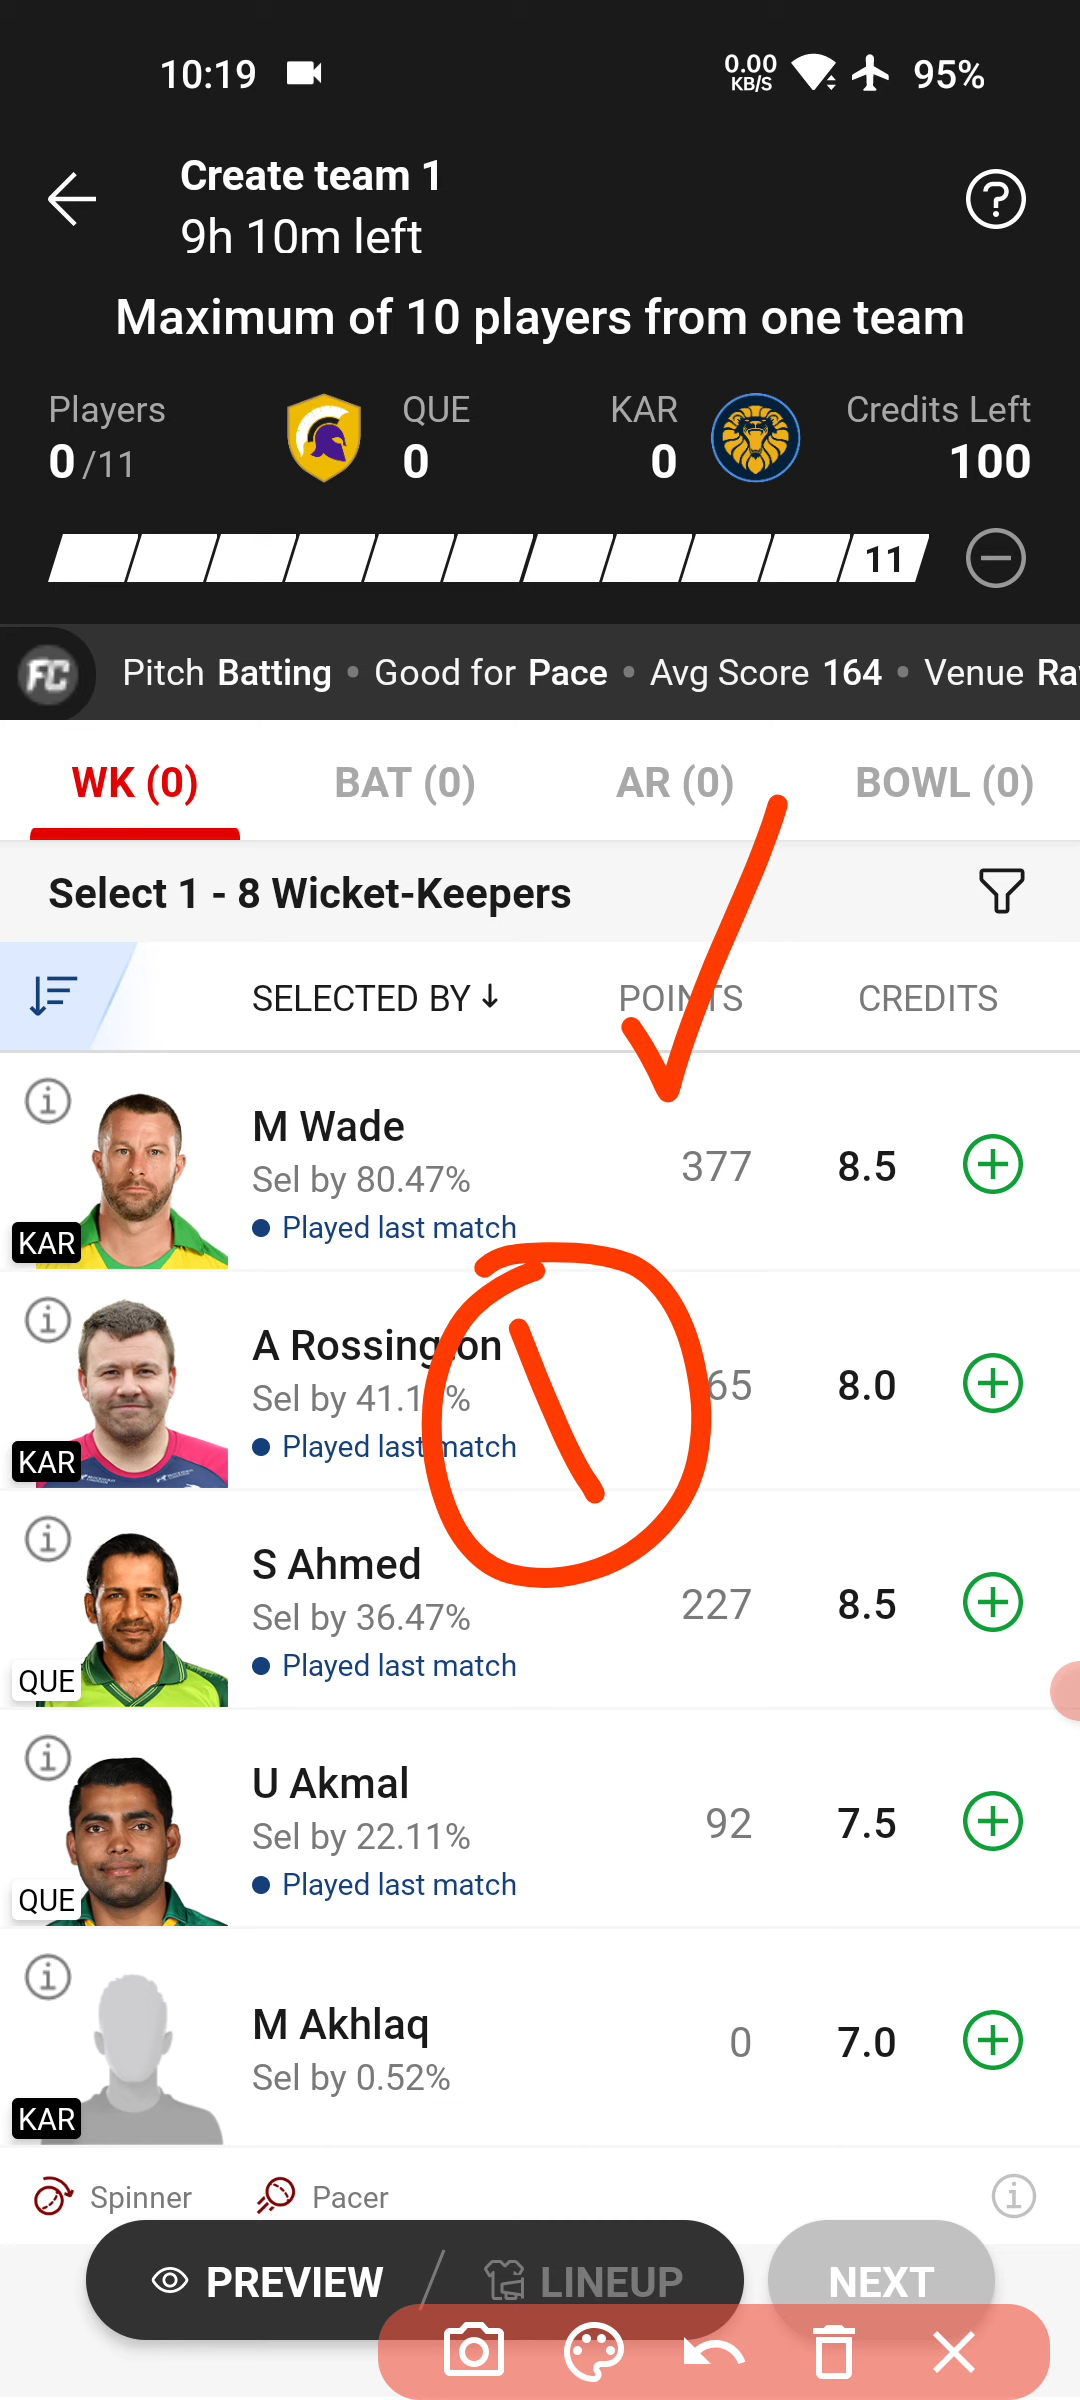 10:19 0.00 KB/S 95%
Create team 1
9h 10m left
Maximum of 10 players from one team
Players QUE KAR Credits Left
0/11 0 0 100
11
FC Pitch Batting • Good for Pace • Avg Score 164 • Venue Ra
WK (0) BAT (0) AR (0) BOWL (0)
Select 1 - 8 Wicket-Keepers
SELECTED BY ↓ POINTS CREDITS
M Wade
Sel by 80.47% 377 8.5
Played last match
KAR
A Rossington
Sel by 41.1 % 65 8.0
Played last match
KAR
S Ahmed
Sel by 36.47% 227 8.5
Played last match
QUE
U Akmal
Sel by 22.11% 92 7.5
Played last match
QUE
M Akhlaq
Sel by 0.52% 0 7.0
KAR
Spinner Pacer
PREVIEW LINEUP NEXT